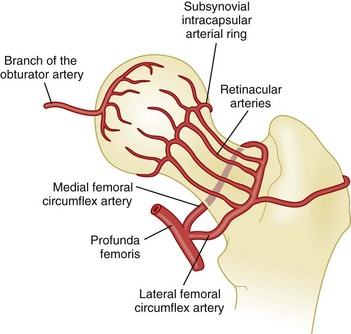 Subsynovial
intracapsular
arterial ring
Branch of the
obturator artery
Retinacular
arteries
Medial femoral
circumflex artery
Profunda
femoris
Lateral femoral
circumflex artery